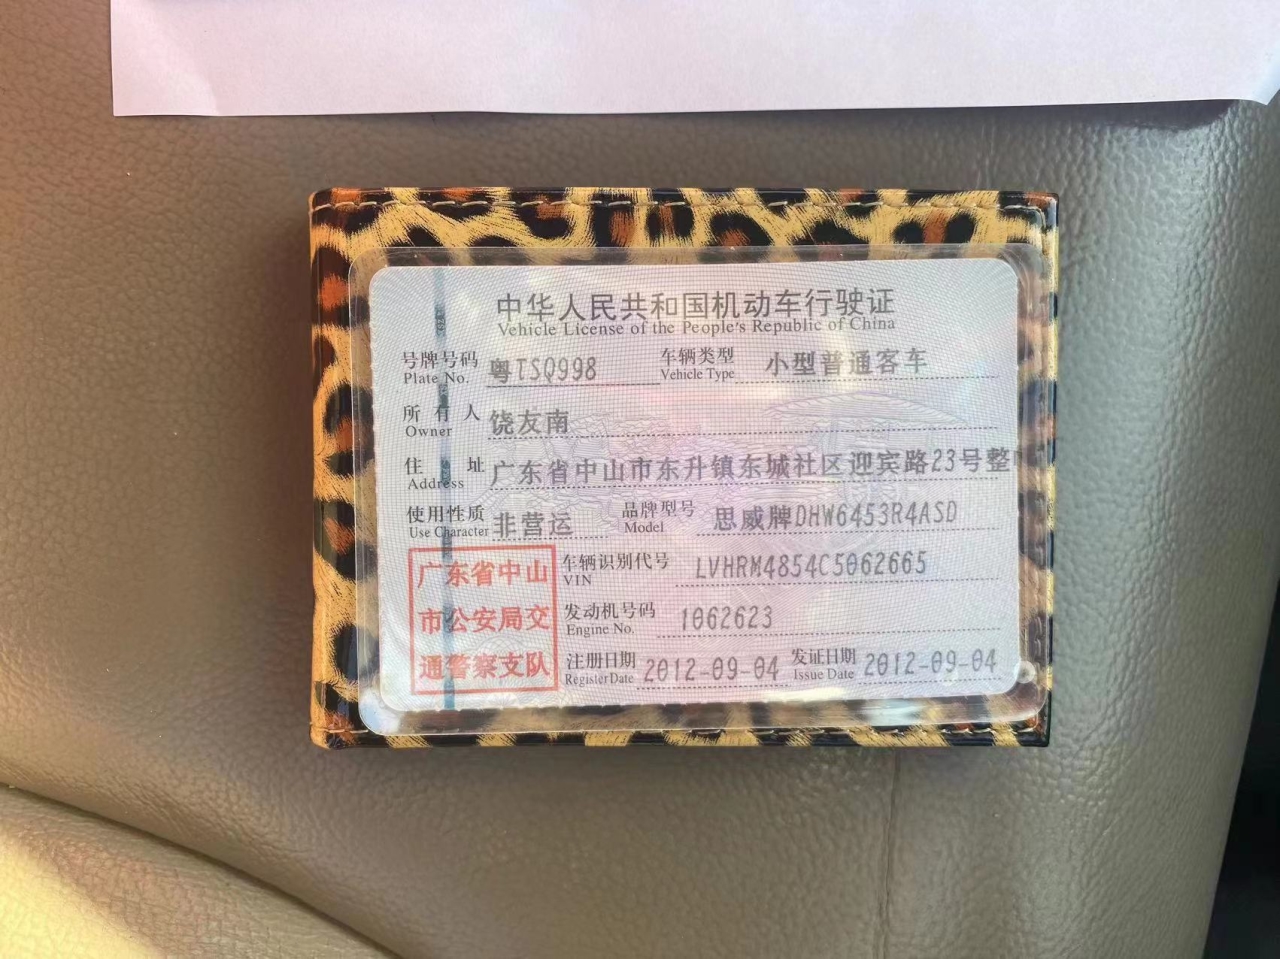 中华人民共和国机动车行驶证
Vehicle License of the People's Republic of China
号牌号码 粤TSQ998 车辆类型 小型普通客车
Plate No. Vehicle Type
所有人 饶友南
Owner
住址 广东省中山市东升镇东城社区迎宾路23号整
Address
使用性质 非营运 品牌型号 思威牌DHW6453R4ASD
Use Character Model
广东省中山
市公安局交
通警察支队
车辆识别代号 LVHRM4854C5062665
VIN
发动机号码 1062623
Engine No.
注册日期 2012-09-04 发证日期 2012-09-04
Register Date Issue Date